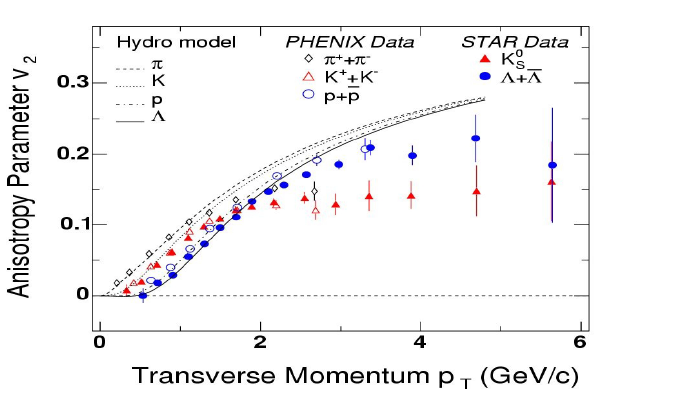 Hydro model PHENIX Data STAR Data
π π⁺+π⁻ K⁰S
K K⁺+K⁻ Λ+Λ̅
p p+p̅
Λ
Anisotropy Parameter v₂
0.3
0.2
0.1
0
0 2 4 6
Transverse Momentum p T (GeV/c)